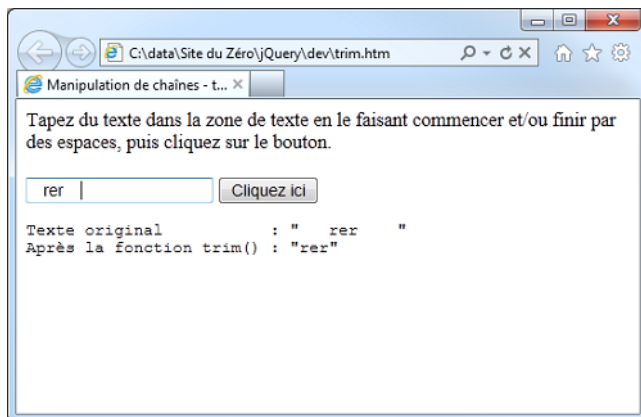 C:\data\Site du Zéro\jQuery\dev\trim.htm
Manipulation de chaînes - t...
Tapez du texte dans la zone de texte en le faisant commencer et/ou finir par
des espaces, puis cliquez sur le bouton.
rer Cliquez ici
Texte original             : "   rer    "
Après la fonction trim() : "rer"